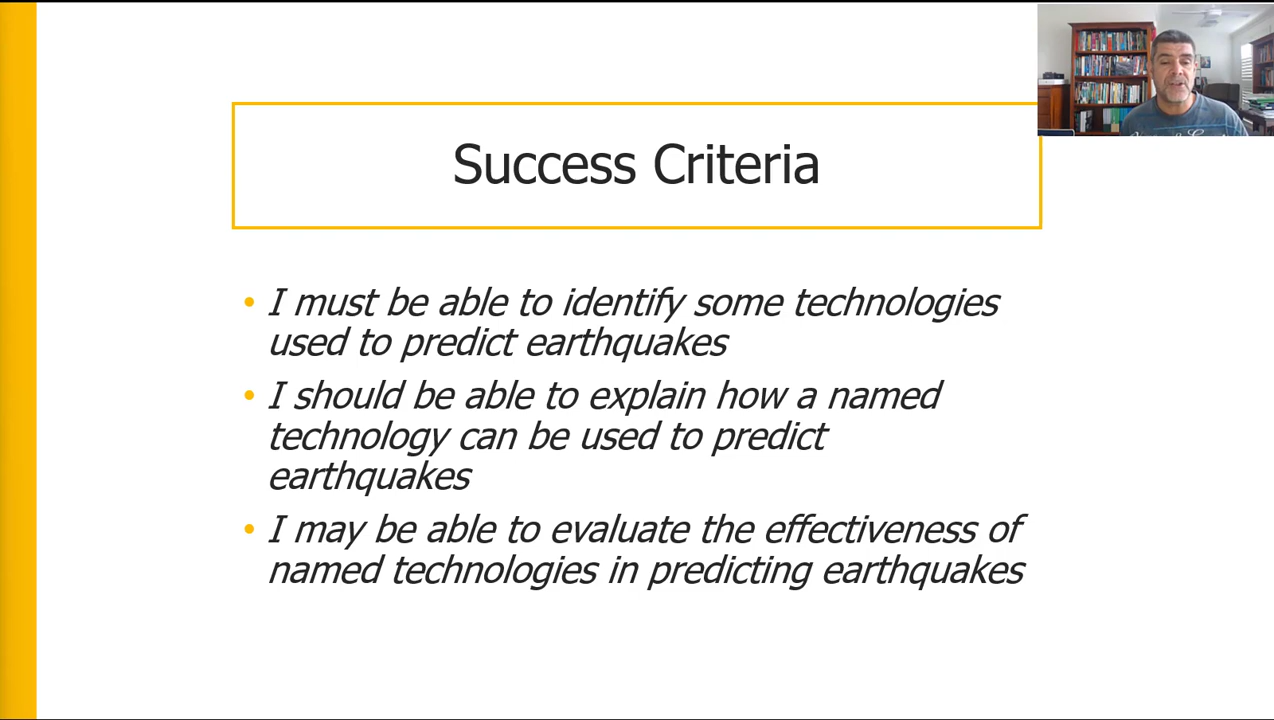 Success Criteria
• I must be able to identify some technologies
used to predict earthquakes
• I should be able to explain how a named
technology can be used to predict
earthquakes
• I may be able to evaluate the effectiveness of
named technologies in predicting earthquakes